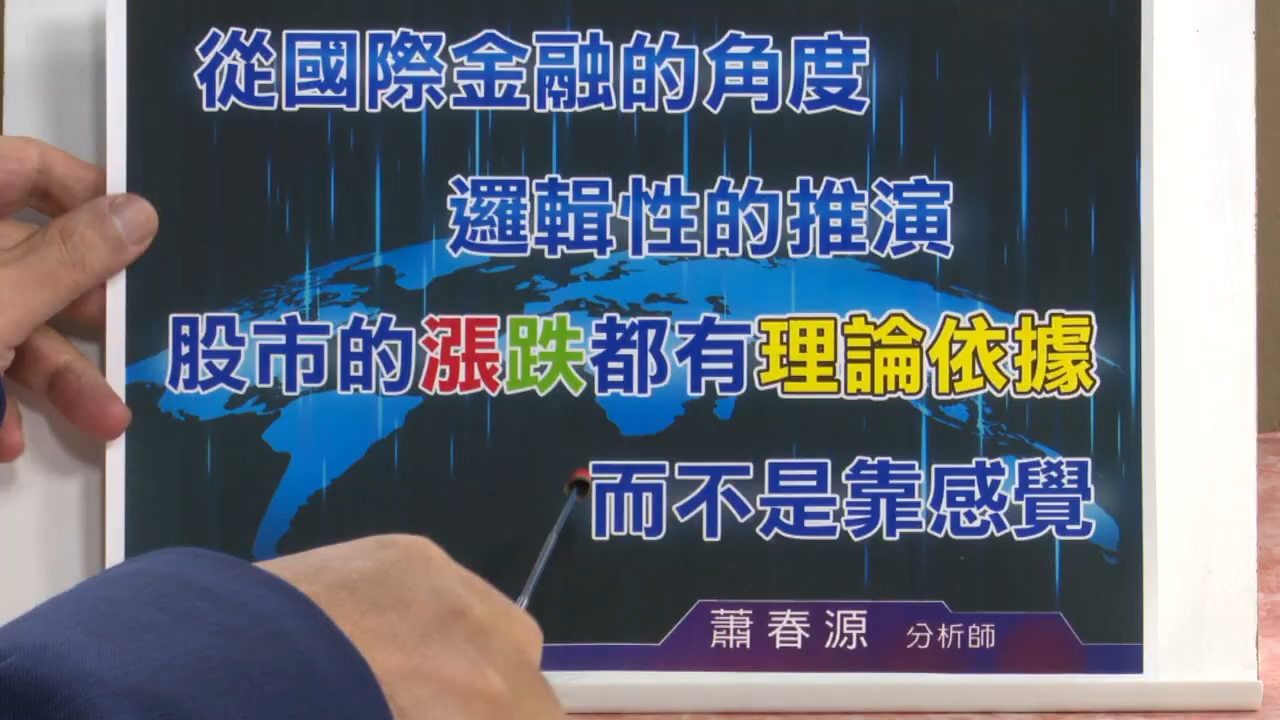 從國際金融的角度
邏輯性的推演
股市的漲跌都有理論依據
而不是靠感覺
蕭春源 分析師